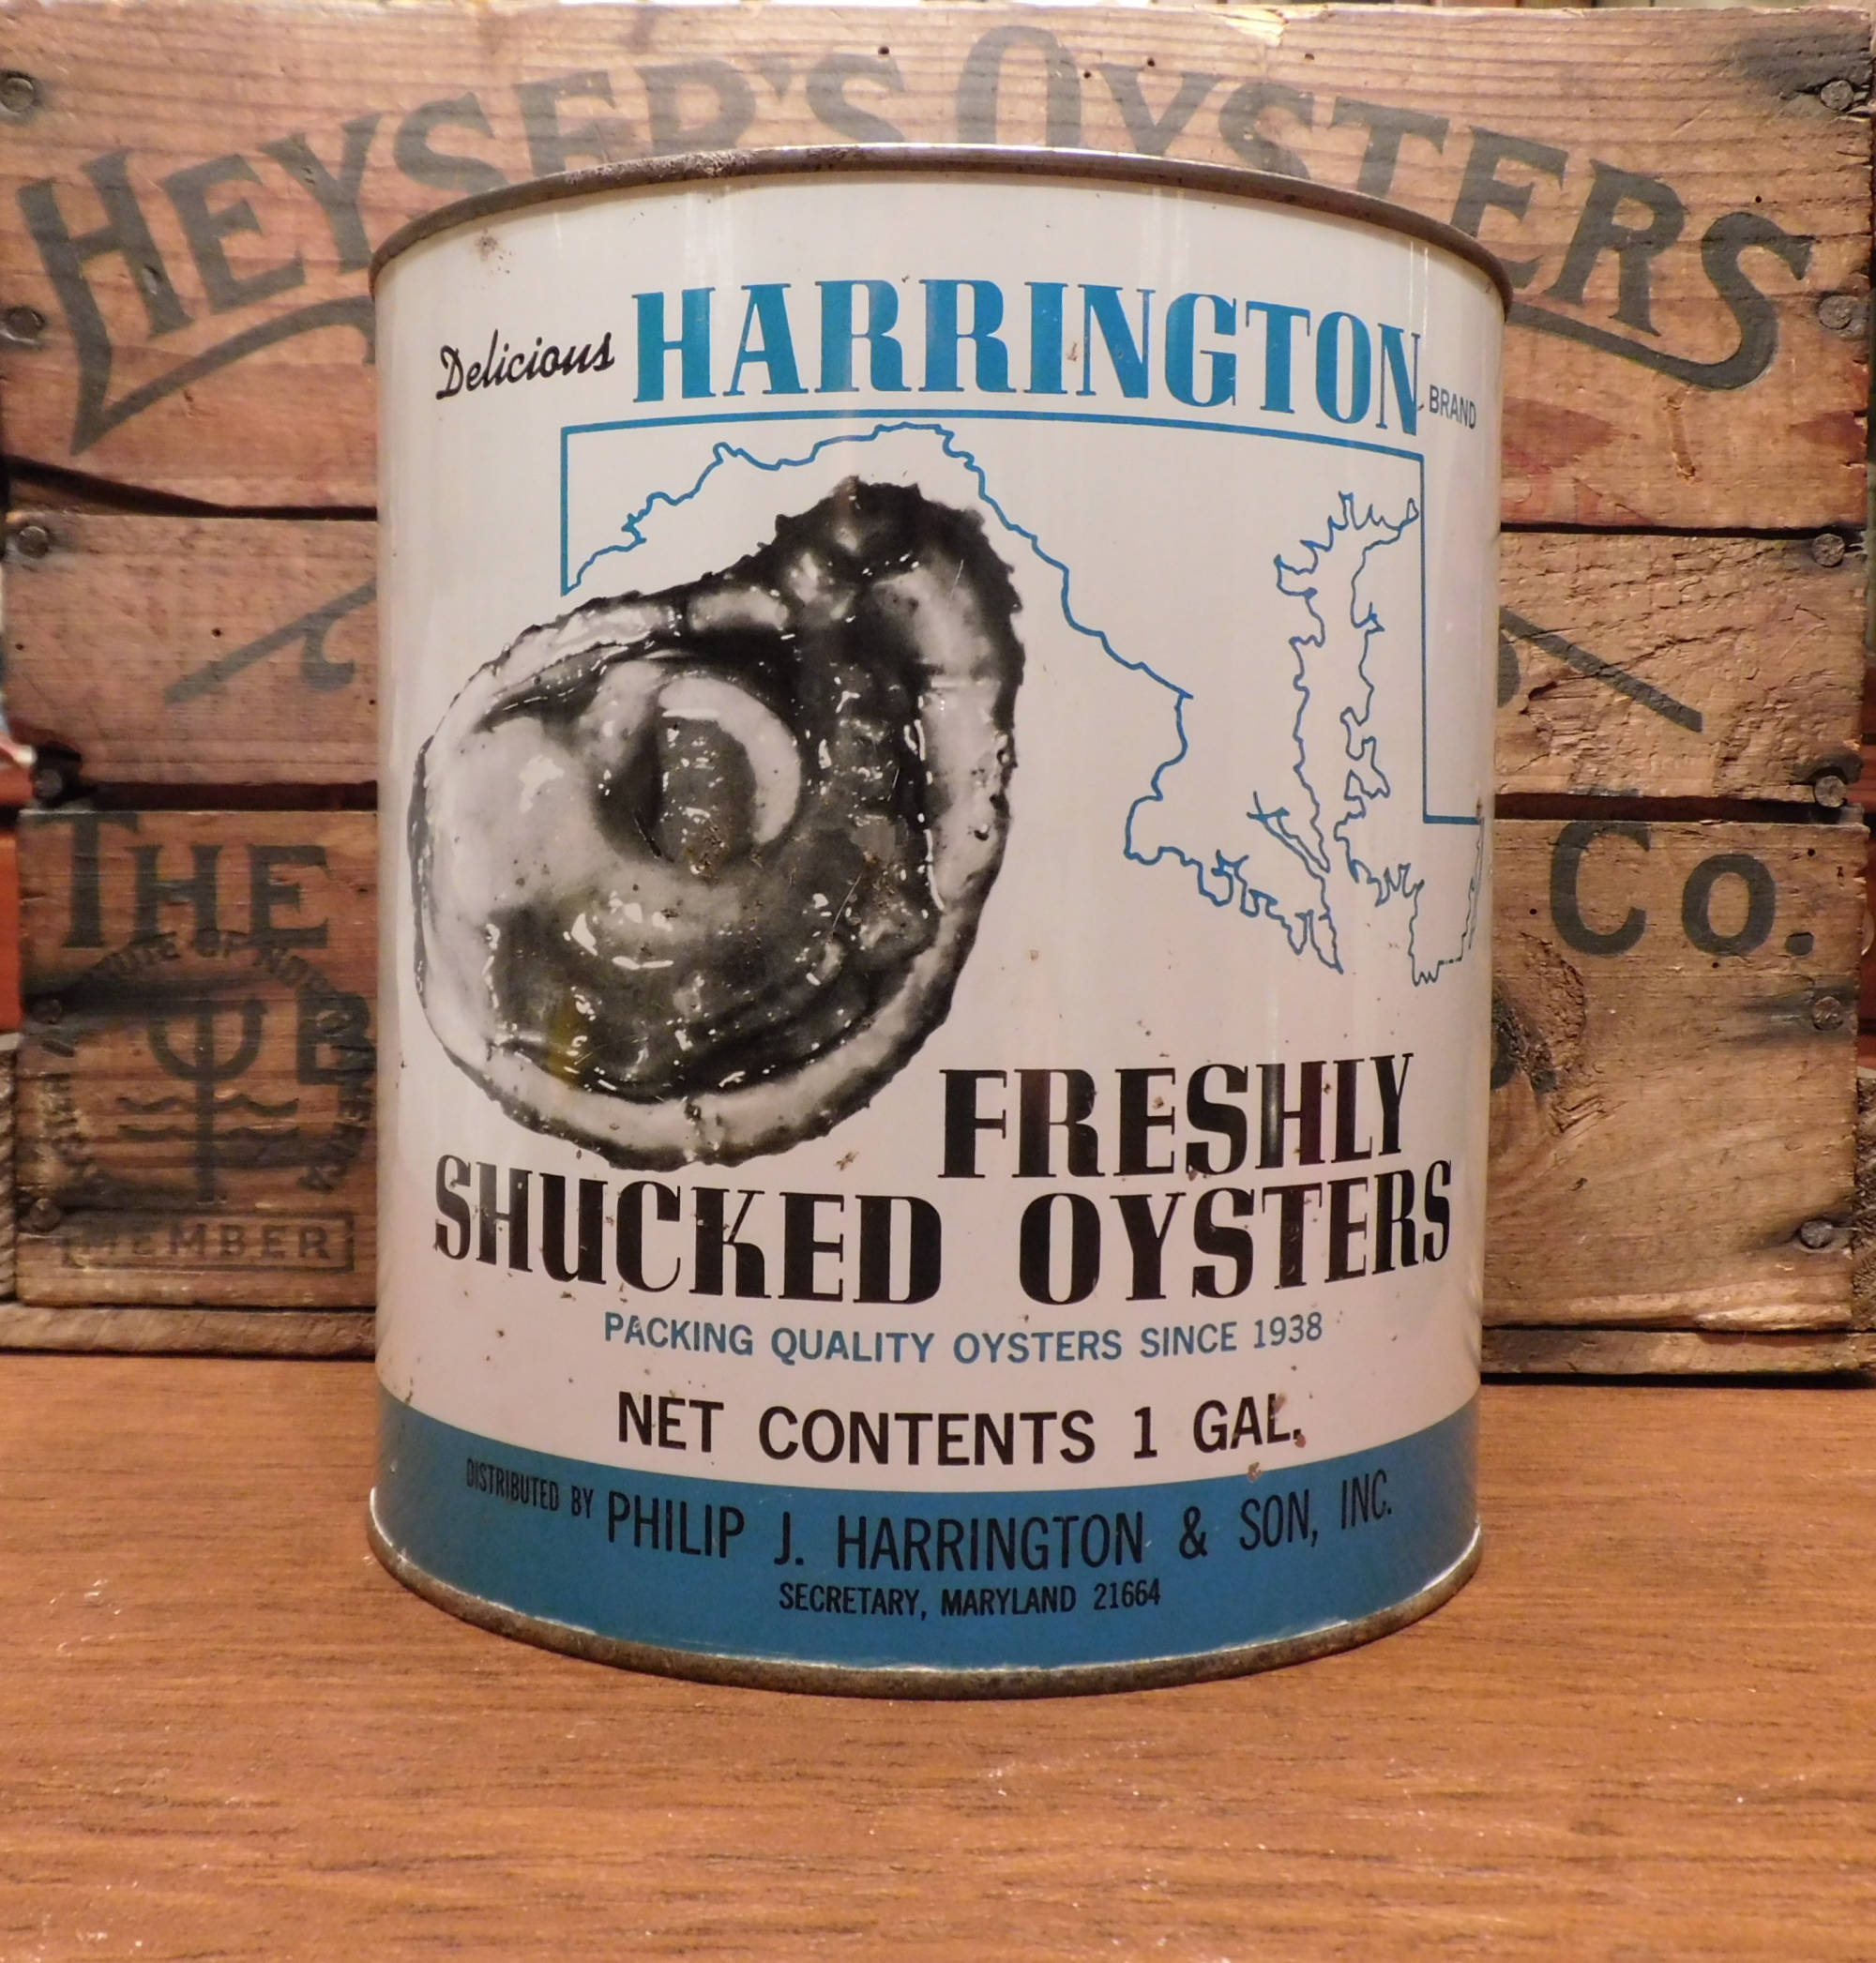 HEYSER'S OYSTERS
Delicious HARRINGTON BRAND
THE
Co.
MEMBER
FRESHLY
SHUCKED OYSTERS
PACKING QUALITY OYSTERS SINCE 1938
NET CONTENTS 1 GAL.
DISTRIBUTED BY PHILIP J. HARRINGTON & SON, INC.
SECRETARY, MARYLAND 21664